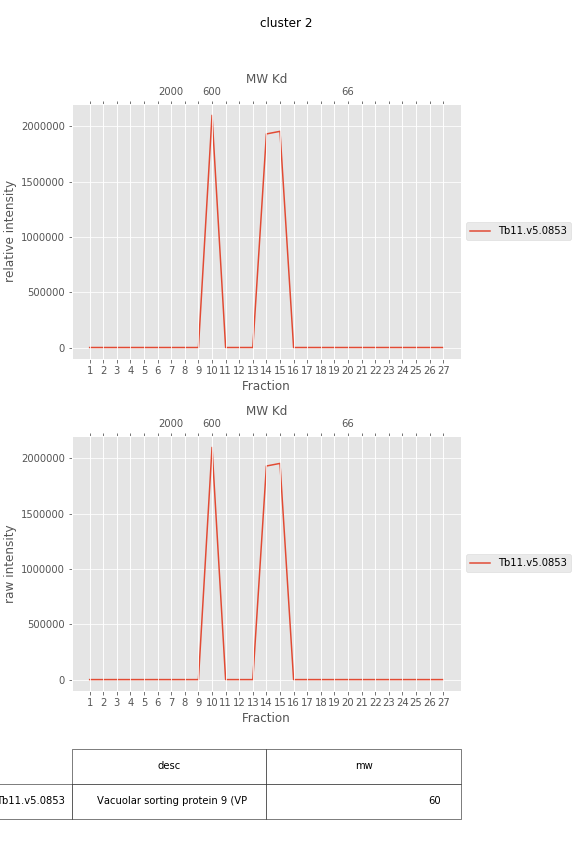 cluster 2
MW Kd
2000 600 66
2000000
1500000
1000000
500000
0
relative intensity
Tb11.v5.0853
1 2 3 4 5 6 7 8 9 10 11 12 13 14 15 16 17 18 19 20 21 22 23 24 25 26 27
Fraction
MW Kd
2000 600 66
2000000
1500000
1000000
500000
0
raw intensity
Tb11.v5.0853
1 2 3 4 5 6 7 8 9 10 11 12 13 14 15 16 17 18 19 20 21 22 23 24 25 26 27
Fraction
desc mw
Tb11.v5.0853 Vacuolar sorting protein 9 (VP 60